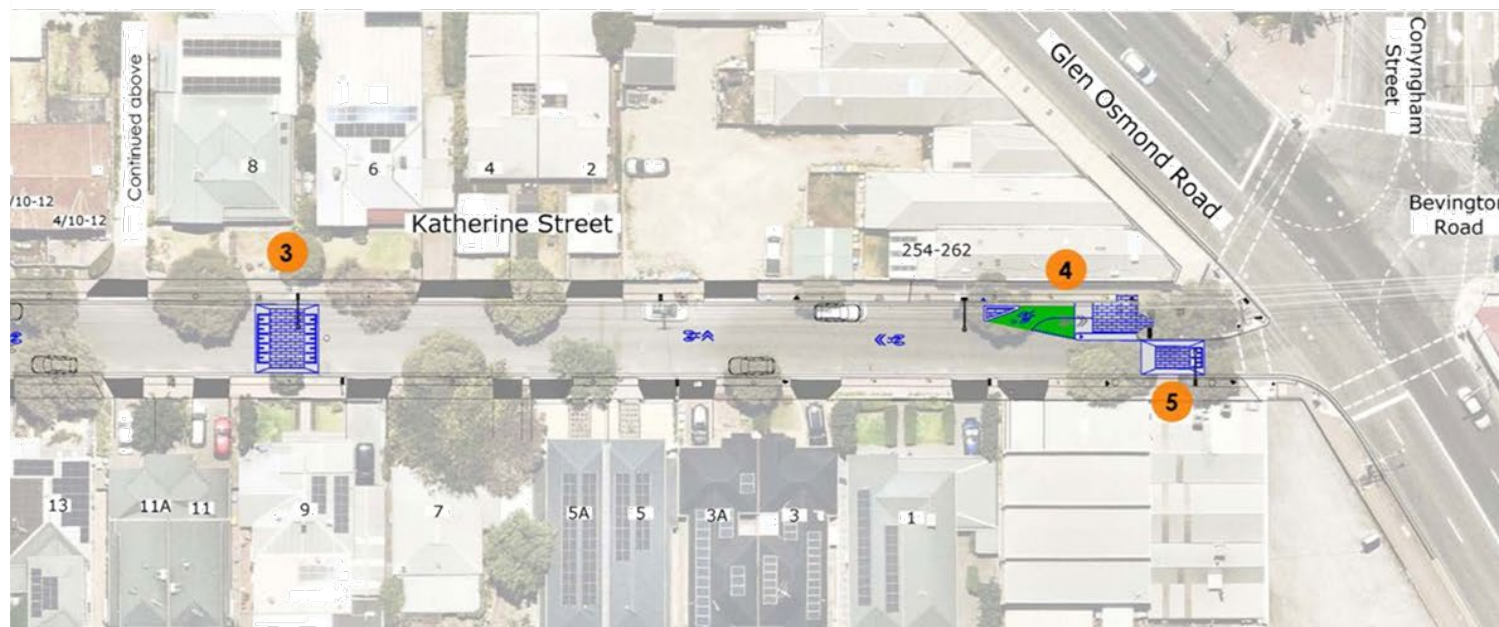 Continued above
Glen Osmond Road
Conyngham
Street
Bevington
Road
8
6
4
2
/10-12
4/10-12
Katherine Street
3
254-262
4
5
13
11A
11
9
7
5A
5
3A
3
1